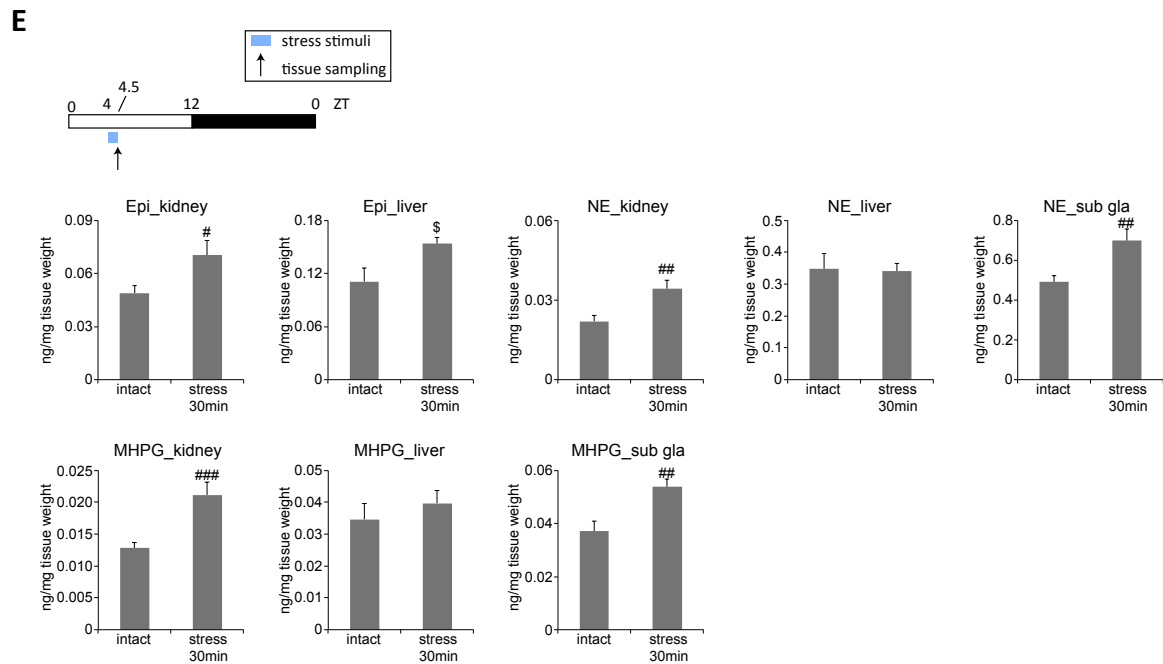 E
stress stimuli
tissue sampling
4.5
0 4 12 0 ZT
Epi_kidney
ng/mg tissue weight
0.09
0.06
0.03
0
#
intact
stress
30min
Epi_liver
ng/mg tissue weight
0.18
0.12
0.06
0
$
intact
stress
30min
NE_kidney
ng/mg tissue weight
0.06
0.03
0
##
intact
stress
30min
NE_liver
ng/mg tissue weight
0.5
0.4
0.3
0.2
0.1
0
intact
stress
30min
NE_sub gla
ng/mg tissue weight
0.8
0.6
0.4
0.2
0
##
intact
stress
30min
MHPG_kidney
ng/mg tissue weight
0.025
0.020
0.015
0.010
0.005
0
###
intact
stress
30min
MHPG_liver
ng/mg tissue weight
0.05
0.04
0.03
0.02
0.01
0
intact
stress
30min
MHPG_sub gla
ng/mg tissue weight
0.06
0.04
0.02
0
##
intact
stress
30min